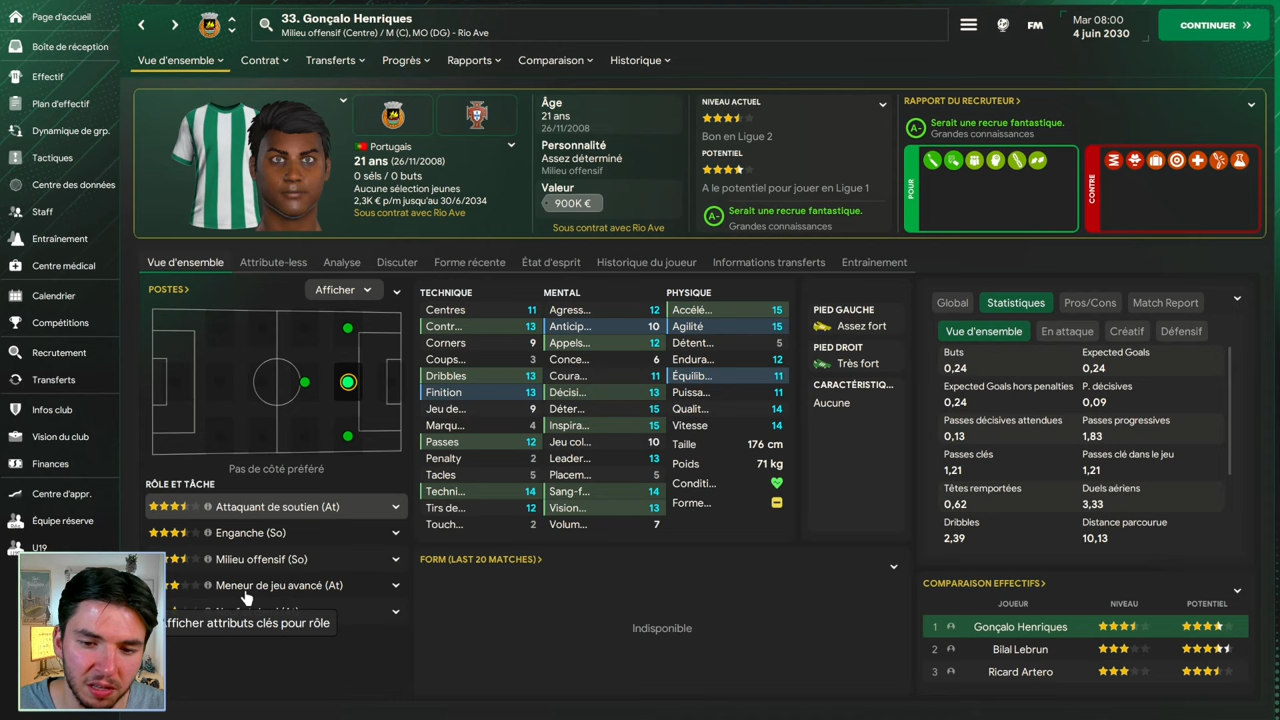 Page d'accueil
Boîte de réception
Effectif
Plan d'effectif
Dynamique de grp.
Tactiques
Centre des données
Staff
Entraînement
Centre médical
Calendrier
Compétitions
Recrutement
Transferts
Infos club
Vision du club
Finances
Centre d'appr.
Équipe réserve
U19
33. Gonçalo Henriques
Milieu offensif (Centre) / M (C), MO (DG) - Rio Ave
FM
Mar 08:00
4 juin 2030
CONTINUER
Vue d'ensemble
Contrat
Transferts
Progrès
Rapports
Comparaison
Historique
Portugais
21 ans (26/11/2008)
0 séls / 0 buts
Aucune sélection jeunes
2,3K € p/m jusqu'au 30/6/2034
Sous contrat avec Rio Ave
Âge
21 ans
26/11/2008
Personnalité
Assez déterminé
Milieu offensif
Valeur
900K €
Sous contrat avec Rio Ave
NIVEAU ACTUEL
Bon en Ligue 2
POTENTIEL
A le potentiel pour jouer en Ligue 1
A-
Serait une recrue fantastique.
Grandes connaissances
RAPPORT DU RECRUTEUR
A-
Serait une recrue fantastique.
Grandes connaissances
POUR
CONTRE
Vue d'ensemble
Attribute-less
Analyse
Discuter
Forme récente
État d'esprit
Historique du joueur
Informations transferts
Entraînement
POSTES
Afficher
Pas de côté préféré
RÔLE ET TÂCHE
Attaquant de soutien (At)
Enganche (So)
Milieu offensif (So)
Meneur de jeu avancé (At)
Afficher attributs clés pour rôle
TECHNIQUE
Centres 11
Contr... 13
Corners 9
Coups... 3
Dribbles 13
Finition 13
Jeu de... 9
Marqu... 4
Passes 12
Penalty 2
Tacles 5
Techni... 14
Tirs de... 12
Touch... 2
MENTAL
Agress... 12
Anticip... 10
Appels... 12
Conce... 6
Coura... 11
Décisi... 13
Déter... 15
Inspira... 15
Jeu col... 10
Leader... 13
Placem... 5
Sang-f... 14
Vision... 13
Volum... 7
PHYSIQUE
Accélé... 15
Agilité 15
Détent... 5
Endura... 12
Équilib... 11
Puissa... 11
Qualit... 14
Vitesse 14
Taille 176 cm
Poids 71 kg
Conditi...
Forme...
PIED GAUCHE
Assez fort
PIED DROIT
Très fort
CARACTÉRISTIQ...
Aucune
FORM (LAST 20 MATCHES)
Indisponible
Global
Statistiques
Pros/Cons
Match Report
Vue d'ensemble
En attaque
Créatif
Défensif
Buts Expected Goals
0,24 0,24
Expected Goals hors penalties P. décisives
0,24 0,09
Passes décisives attendues Passes progressives
0,13 1,83
Passes clés Passes clé dans le jeu
1,21 1,21
Têtes remportées Duels aériens
0,62 3,33
Dribbles Distance parcourue
2,39 10,13
COMPARAISON EFFECTIFS
JOUEUR NIVEAU POTENTIEL
1 Gonçalo Henriques
2 Bilal Lebrun
3 Ricard Artero